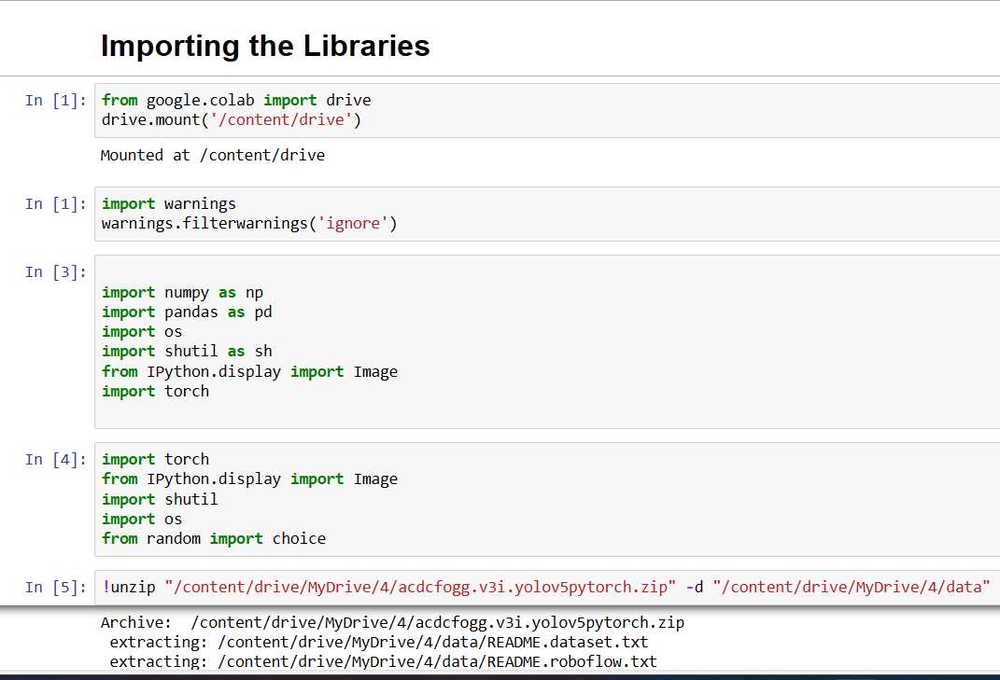 Importing the Libraries
In [1]: from google.colab import drive
drive.mount('/content/drive')
Mounted at /content/drive
In [1]: import warnings
warnings.filterwarnings('ignore')
In [3]:
import numpy as np
import pandas as pd
import os
import shutil as sh
from IPython.display import Image
import torch
In [4]: import torch
from IPython.display import Image
import shutil
import os
from random import choice
In [5]: !unzip "/content/drive/MyDrive/4/acdcfogg.v3i.yolov5pytorch.zip" -d "/content/drive/MyDrive/4/data"
Archive:  /content/drive/MyDrive/4/acdcfogg.v3i.yolov5pytorch.zip
extracting: /content/drive/MyDrive/4/data/README.dataset.txt
extracting: /content/drive/MyDrive/4/data/README.roboflow.txt